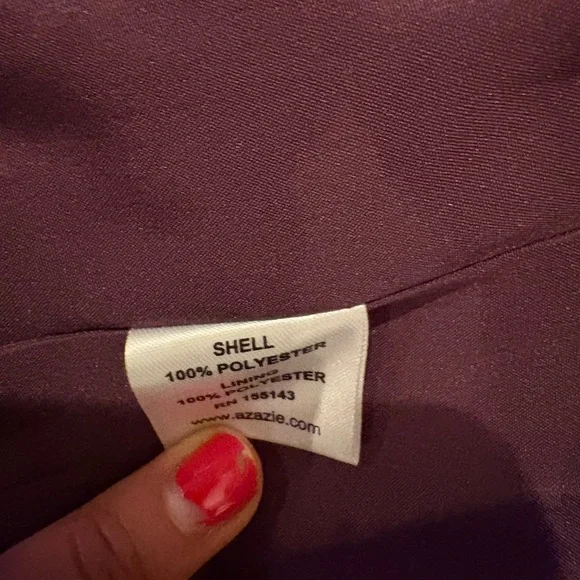 SHELL
100% POLYESTER
LINING
100% POLYESTER
RN 155143
www.azazie.com